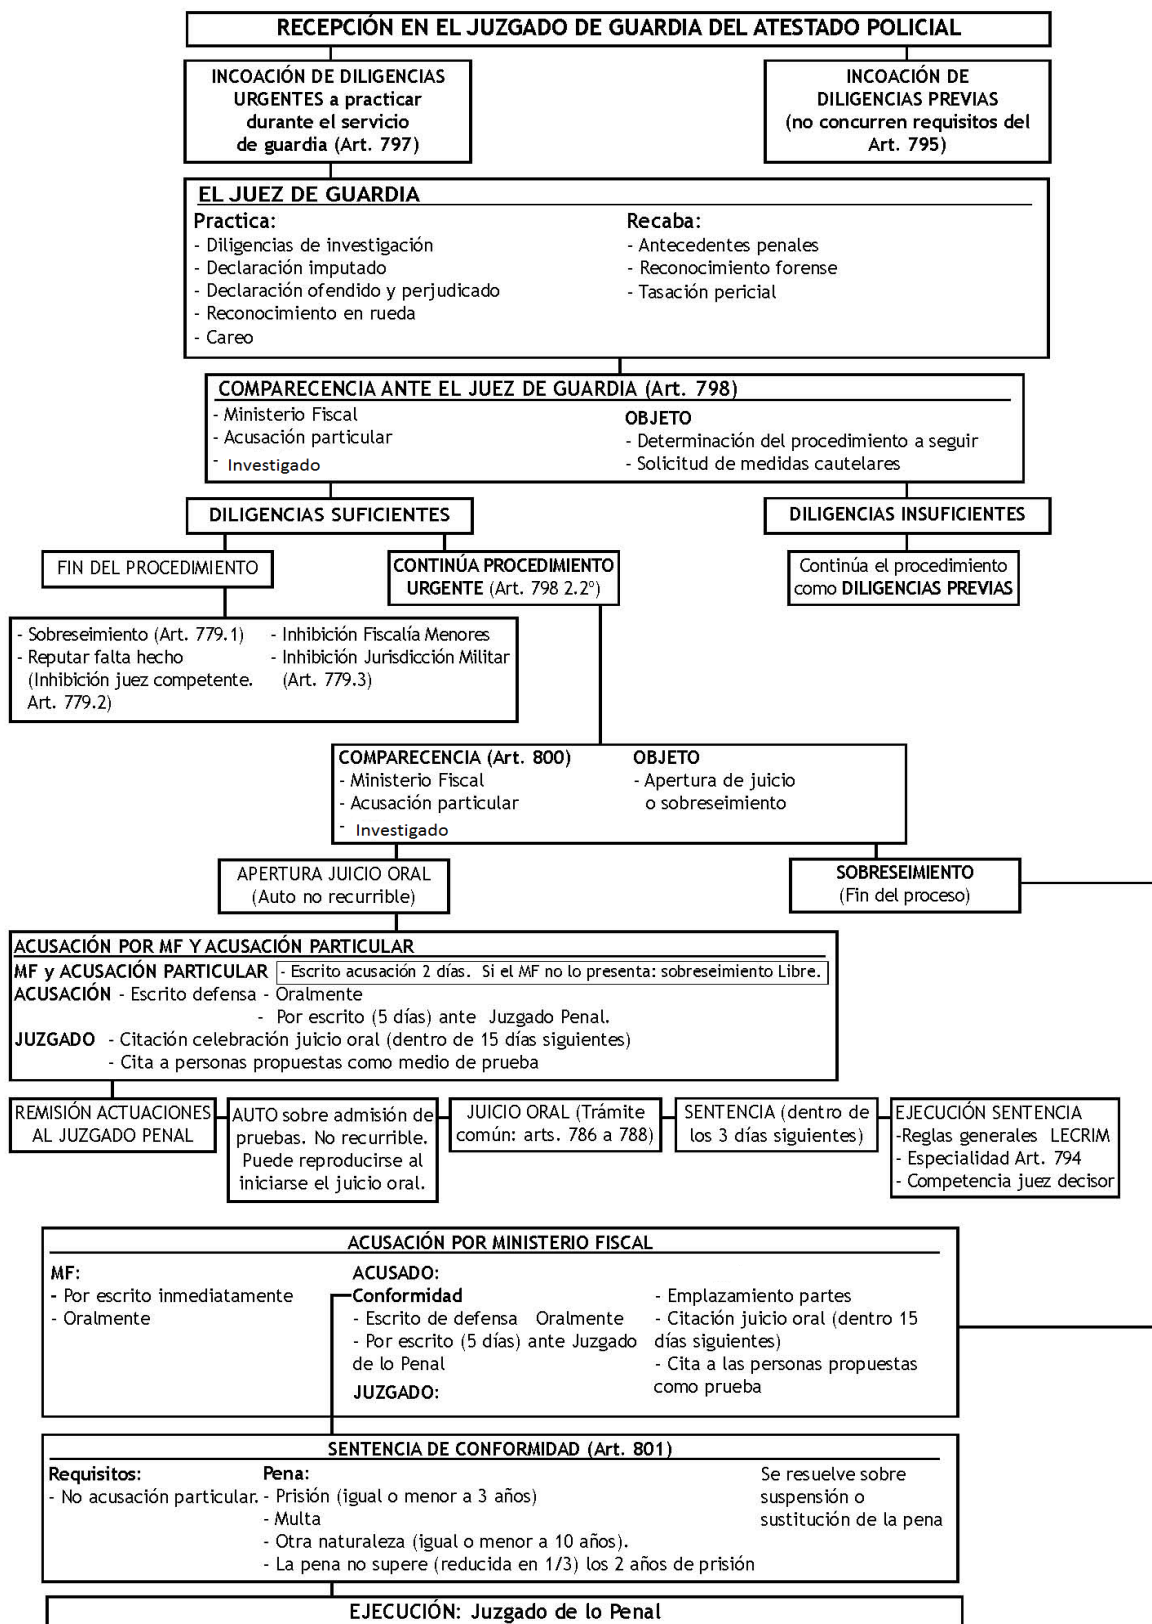 RECEPCIÓN EN EL JUZGADO DE GUARDIA DEL ATESTADO POLICIAL
INCOACIÓN DE DILIGENCIAS
URGENTES a practicar
durante el servicio
de guardia (Art. 797)
INCOACIÓN DE
DILIGENCIAS PREVIAS
(no concurren requisitos del
Art. 795)
EL JUEZ DE GUARDIA
Practica:
- Diligencias de investigación
- Declaración imputado
- Declaración ofendido y perjudicado
- Reconocimiento en rueda
- Careo
Recaba:
- Antecedentes penales
- Reconocimiento forense
- Tasación pericial
COMPARECENCIA ANTE EL JUEZ DE GUARDIA (Art. 798)
- Ministerio Fiscal
- Acusación particular
- Investigado
OBJETO
- Determinación del procedimiento a seguir
- Solicitud de medidas cautelares
DILIGENCIAS SUFICIENTES
DILIGENCIAS INSUFICIENTES
FIN DEL PROCEDIMIENTO
CONTINÚA PROCEDIMIENTO
URGENTE (Art. 798 2.2º)
Continúa el procedimiento
como DILIGENCIAS PREVIAS
- Sobreseimiento (Art. 779.1)
- Reputar falta hecho
(Inhibición juez competente.
Art. 779.2)
- Inhibición Fiscalía Menores
- Inhibición Jurisdicción Militar
(Art. 779.3)
COMPARECENCIA (Art. 800)
- Ministerio Fiscal
- Acusación particular
- Investigado
OBJETO
- Apertura de juicio
o sobreseimiento
APERTURA JUICIO ORAL
(Auto no recurrible)
SOBRESEIMIENTO
(Fin del proceso)
ACUSACIÓN POR MF Y ACUSACIÓN PARTICULAR
MF y ACUSACIÓN PARTICULAR - Escrito acusación 2 días. Si el MF no lo presenta: sobreseimiento Libre.
ACUSACIÓN - Escrito defensa - Oralmente
- Por escrito (5 días) ante Juzgado Penal.
JUZGADO - Citación celebración juicio oral (dentro de 15 días siguientes)
- Cita a personas propuestas como medio de prueba
REMISIÓN ACTUACIONES
AL JUZGADO PENAL
AUTO sobre admisión de
pruebas. No recurrible.
Puede reproducirse al
iniciarse el juicio oral.
JUICIO ORAL (Trámite
común: arts. 786 a 788)
SENTENCIA (dentro de
los 3 días siguientes)
EJECUCIÓN SENTENCIA
-Reglas generales LECRIM
- Especialidad Art. 794
- Competencia juez decisor
ACUSACIÓN POR MINISTERIO FISCAL
MF:
- Por escrito inmediatamente
- Oralmente
ACUSADO:
Conformidad
- Escrito de defensa Oralmente
- Por escrito (5 días) ante Juzgado
de lo Penal
JUZGADO:
- Emplazamiento partes
- Citación juicio oral (dentro 15
días siguientes)
- Cita a las personas propuestas
como prueba
SENTENCIA DE CONFORMIDAD (Art. 801)
Requisitos:
- No acusación particular.
Pena:
- Prisión (igual o menor a 3 años)
- Multa
- Otra naturaleza (igual o menor a 10 años).
- La pena no supere (reducida en 1/3) los 2 años de prisión
Se resuelve sobre
suspensión o
sustitución de la pena
EJECUCIÓN: Juzgado de lo Penal